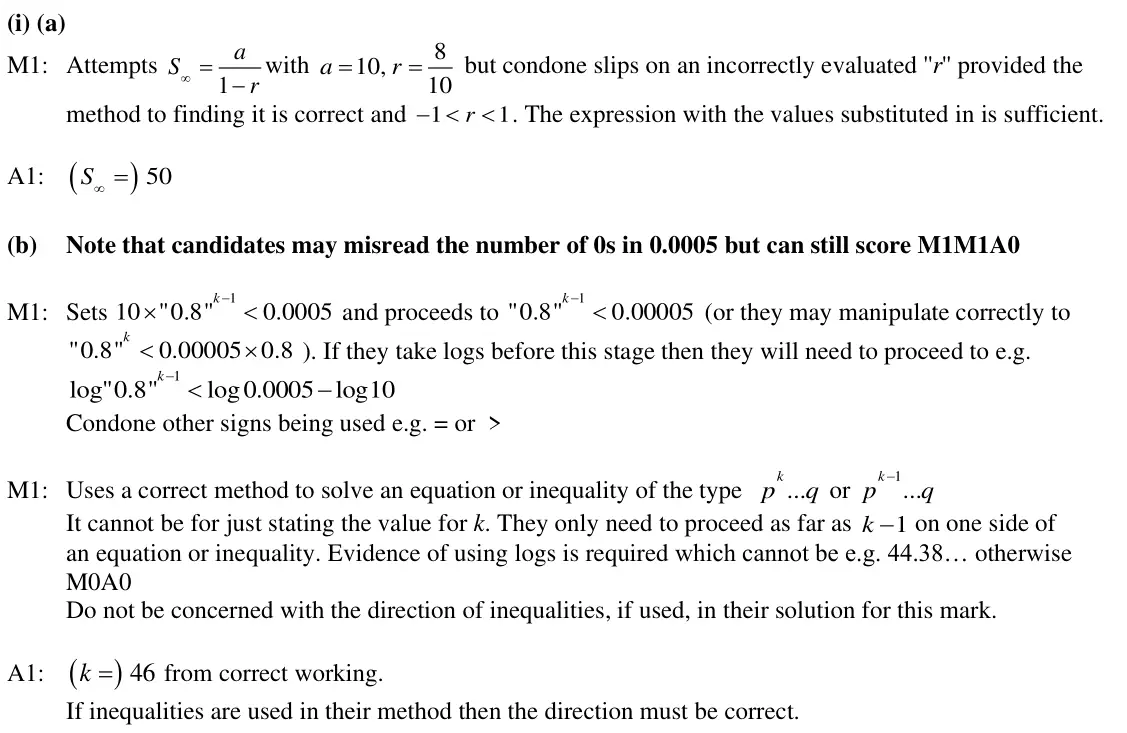 (i) (a)
M1: Attempts $S_{\infty} = \frac{a}{1-r}$ with $a = 10, r = \frac{8}{10}$ but condone slips on an incorrectly evaluated "r" provided the
method to finding it is correct and $-1 < r < 1$. The expression with the values substituted in is sufficient.
A1: $(S_{\infty} =) 50$
(b) Note that candidates may misread the number of 0s in 0.0005 but can still score M1M1A0
M1: Sets $10 \times "0.8"^{k-1} < 0.0005$ and proceeds to $"0.8"^{k-1} < 0.00005$ (or they may manipulate correctly to
$"0.8"^{k} < 0.00005 \times 0.8$ ). If they take logs before this stage then they will need to proceed to e.g.
$\log "0.8"^{k-1} < \log 0.0005 - \log 10$
Condone other signs being used e.g. = or >
M1: Uses a correct method to solve an equation or inequality of the type $p^{k} ... q$ or $p^{k-1} ... q$
It cannot be for just stating the value for k. They only need to proceed as far as $k-1$ on one side of
an equation or inequality. Evidence of using logs is required which cannot be e.g. 44.38… otherwise
M0A0
Do not be concerned with the direction of inequalities, if used, in their solution for this mark.
A1: $(k =) 46$ from correct working.
If inequalities are used in their method then the direction must be correct.